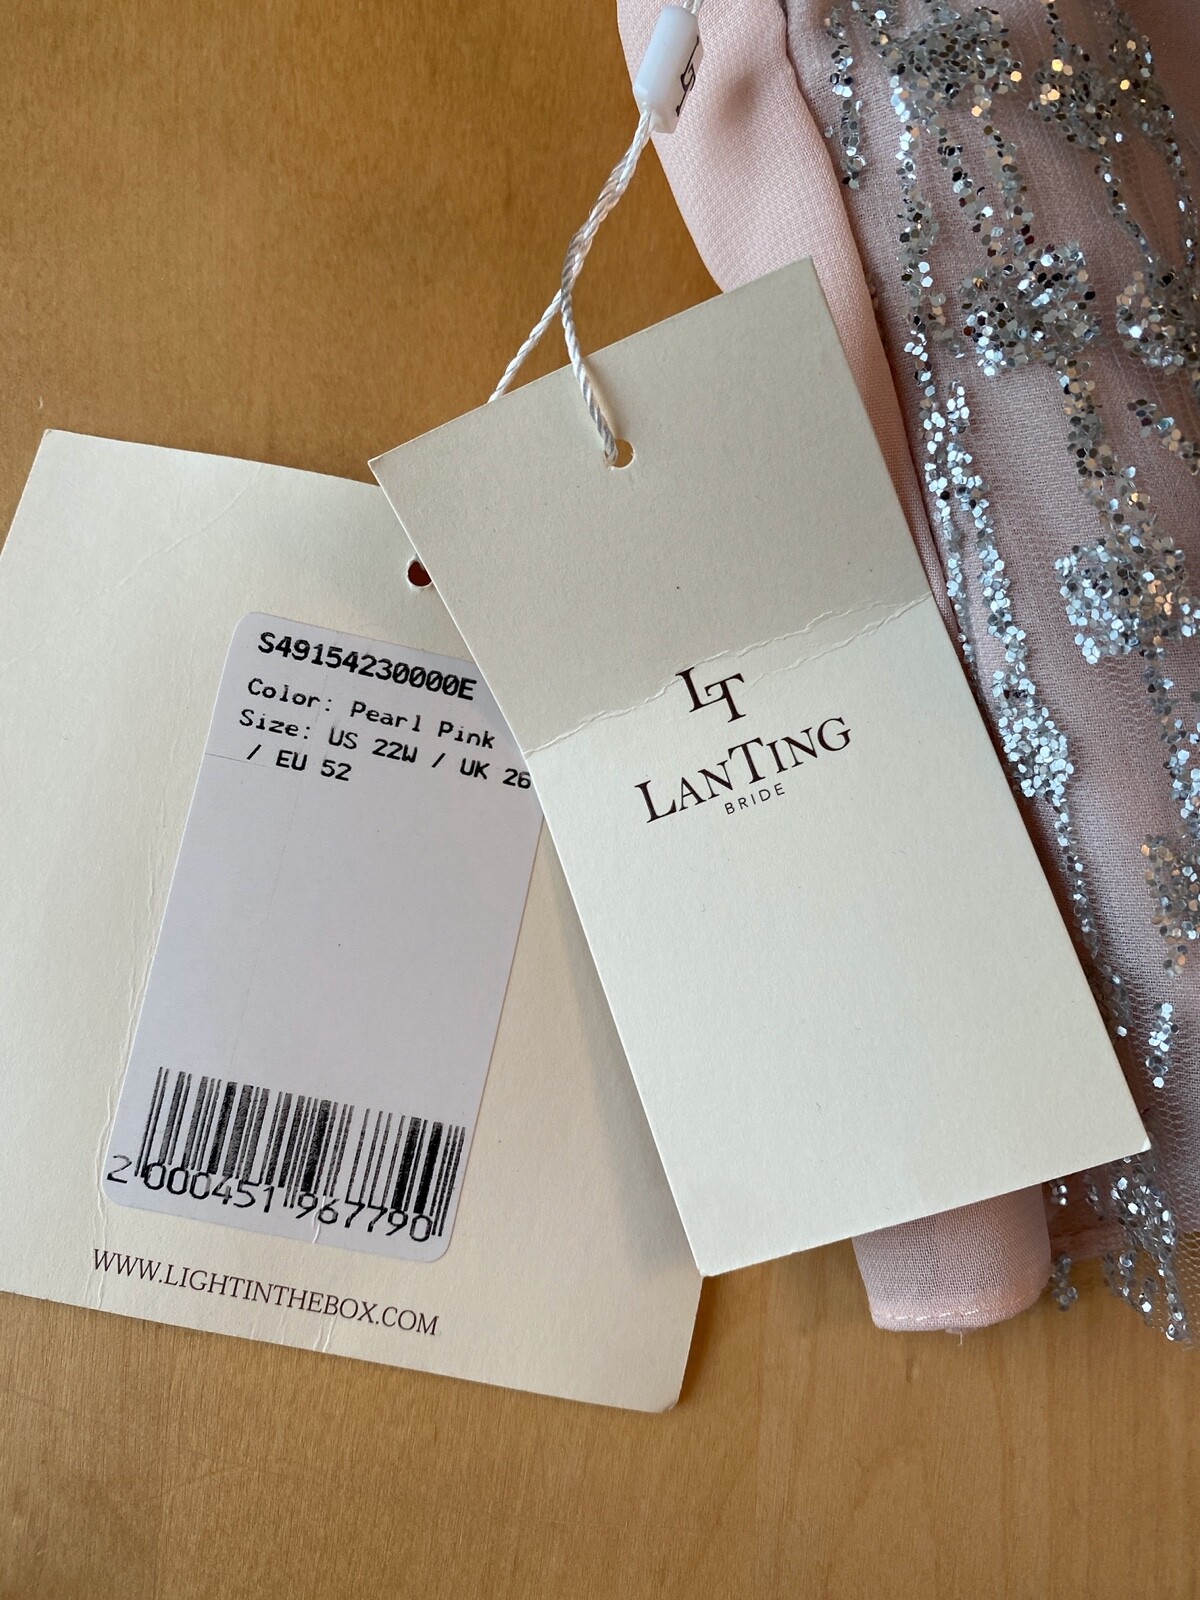 S49154230000E
Color: Pearl Pink
Size: US 22W / UK 26
/ EU 52
2 000451 967790
WWW.LIGHTINTHEBOX.COM
LT
LANTING
BRIDE